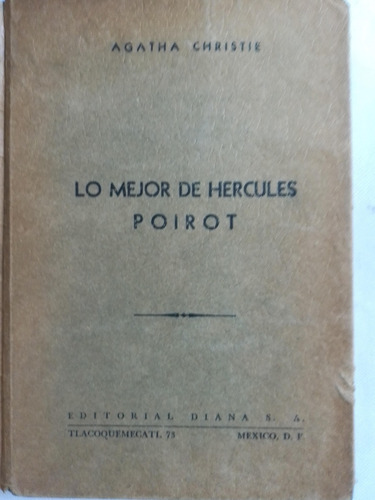 AGATHA CHRISTIE
LO MEJOR DE HERCULES
POIROT
EDITORIAL DIANA S. A.
TLACOQUEMECATL 73 MEXICO, D. F.